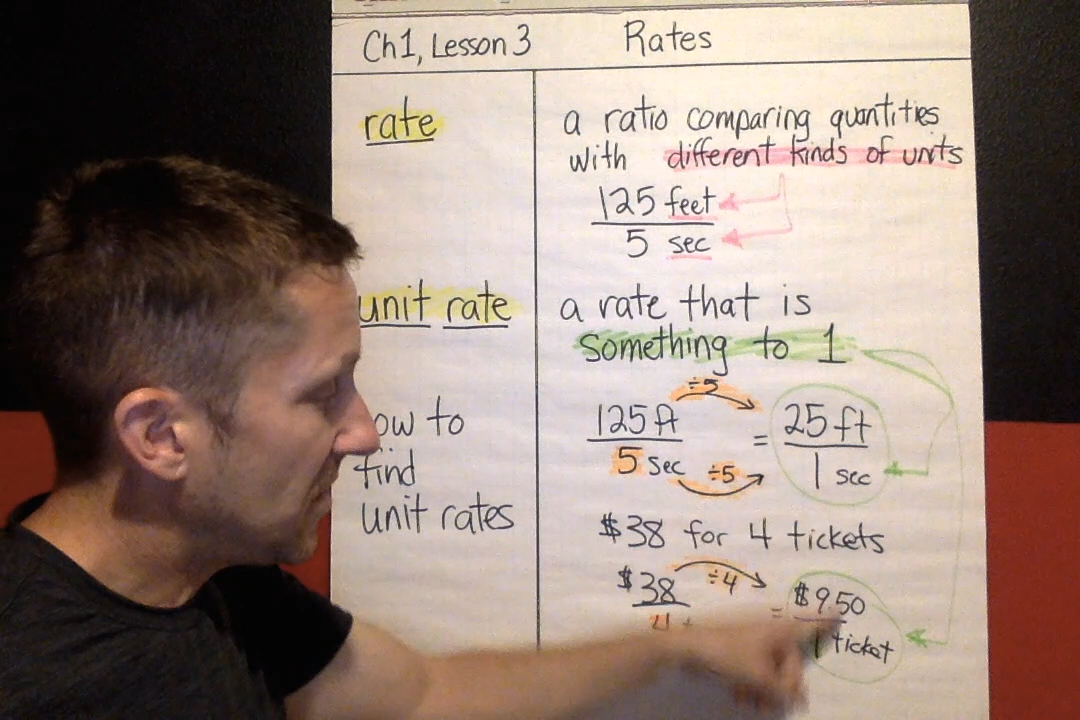 Ch1, Lesson 3 Rates
rate
a ratio comparing quantities
with different kinds of units
125 feet
5 sec
unit rate
a rate that is
something to 1
ow to
find
unit rates
÷5
125 ft = 25 ft
5 sec 1 sec
÷5
$38 for 4 tickets
÷4
$38 = $9.50
4 1 ticket